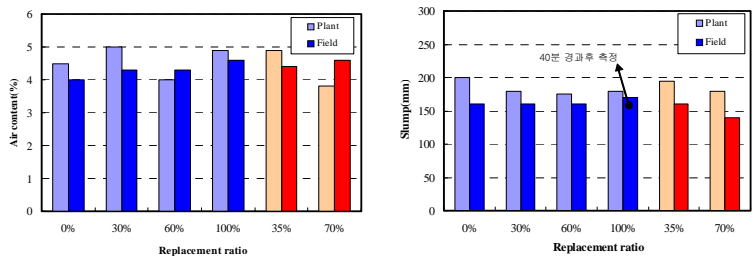 6
5
4
3
2
1
0
Air content(%)
Plant
Field
0% 30% 60% 100% 35% 70%
Replacement ratio
300
250
200
150
100
50
0
Slump(mm)
Plant
Field
40분 경과후 측정
0% 30% 60% 100% 35% 70%
Replacement ratio